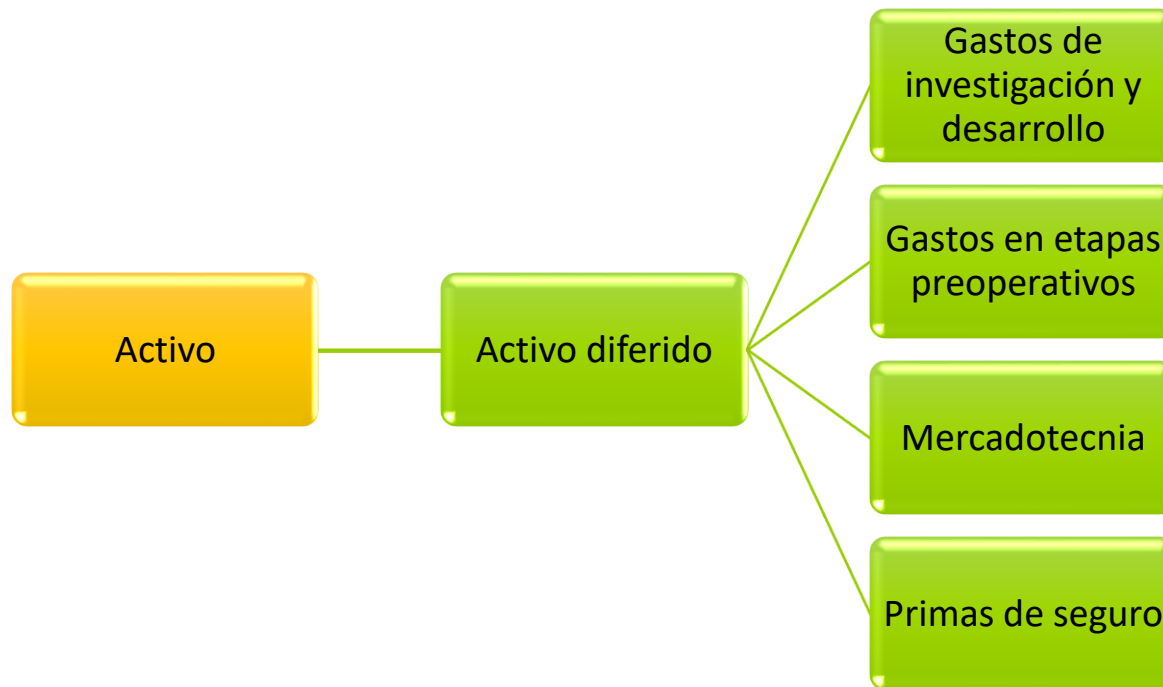 Activo
Activo diferido
Gastos de
investigación y
desarrollo
Gastos en etapas
preoperativos
Mercadotecnia
Primas de seguro